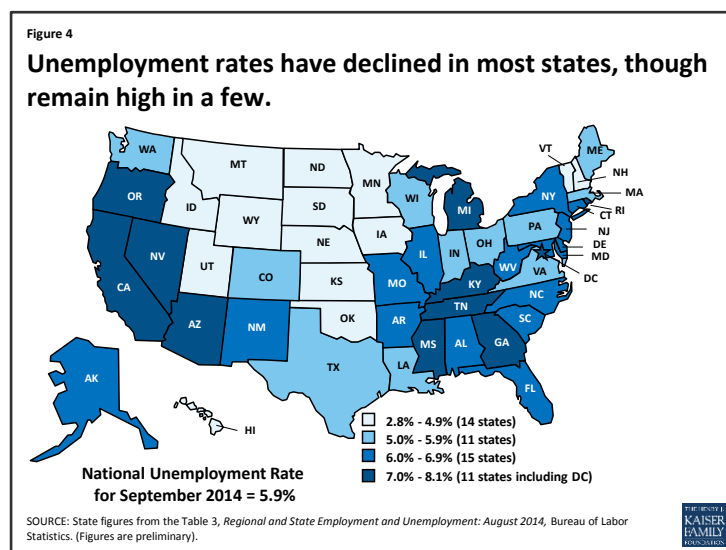 Figure 4
Unemployment rates have declined in most states, though
remain high in a few.
WA
MT
ND
MN
VT
ME
NH
OR
ID
SD
WI
MI
NY
MA
WY
RI
CT
IA
PA
NJ
NE
OH
DE
NV
IL
IN
MD
UT
CO
WV
VA
DC
CA
KS
MO
KY
NC
TN
OK
AZ
NM
AR
SC
MS
AL
GA
TX
LA
AK
FL
HI
2.8% - 4.9% (14 states)
5.0% - 5.9% (11 states)
6.0% - 6.9% (15 states)
7.0% - 8.1% (11 states including DC)
National Unemployment Rate
for September 2014 = 5.9%
SOURCE: State figures from the Table 3, Regional and State Employment and Unemployment: August 2014, Bureau of Labor
Statistics. (Figures are preliminary).
THE HENRY J.
KAISER
FAMILY
FOUNDATION